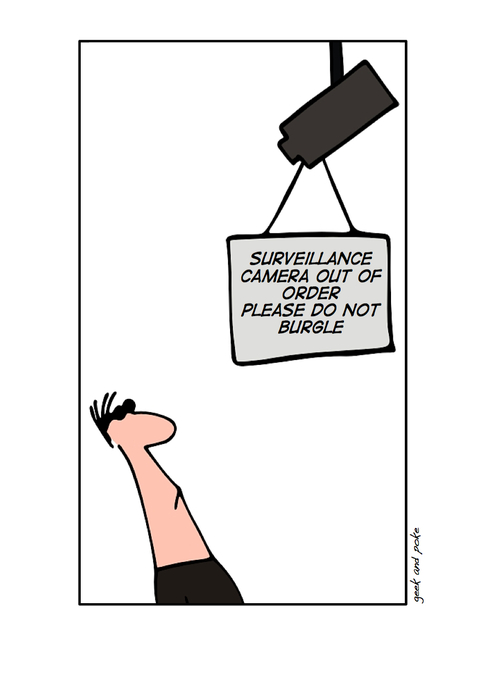 SURVEILLANCE
CAMERA OUT OF
ORDER
PLEASE DO NOT
BURGLE
geek and poke